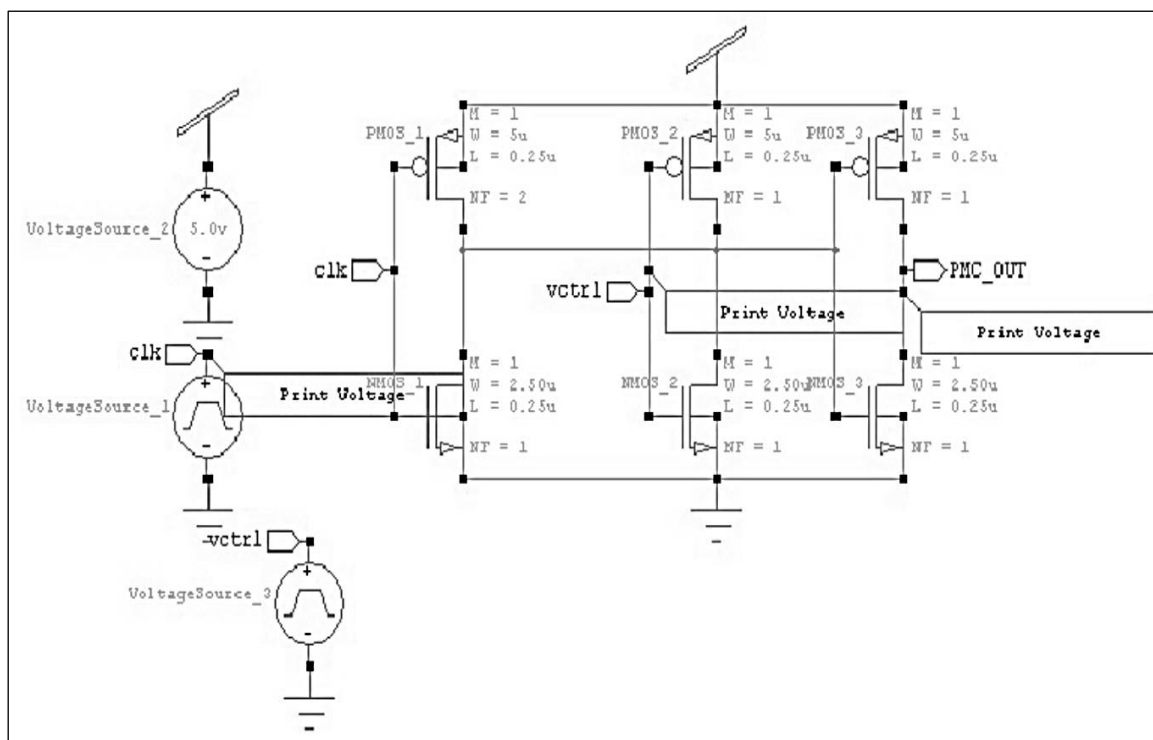 M = 1
M = 1
M = 1
PMOS_1
W = 5u
PMOS_2
W = 5u
PMOS_3
W = 5u
L = 0.25u
L = 0.25u
L = 0.25u
NF = 2
NF = 1
NF = 1
VoltageSource_2
5.0v
clk
PMC_OUT
vctrl
Print Voltage
Print Voltage
clk
M = 1
M = 1
M = 1
VoltageSource_1
Print Voltage
NMOS_1
W = 2.50u
NMOS_2
W = 2.50u
NMOS_3
W = 2.50u
L = 0.25u
L = 0.25u
L = 0.25u
NF = 1
NF = 1
NF = 1
vctrl
VoltageSource_3